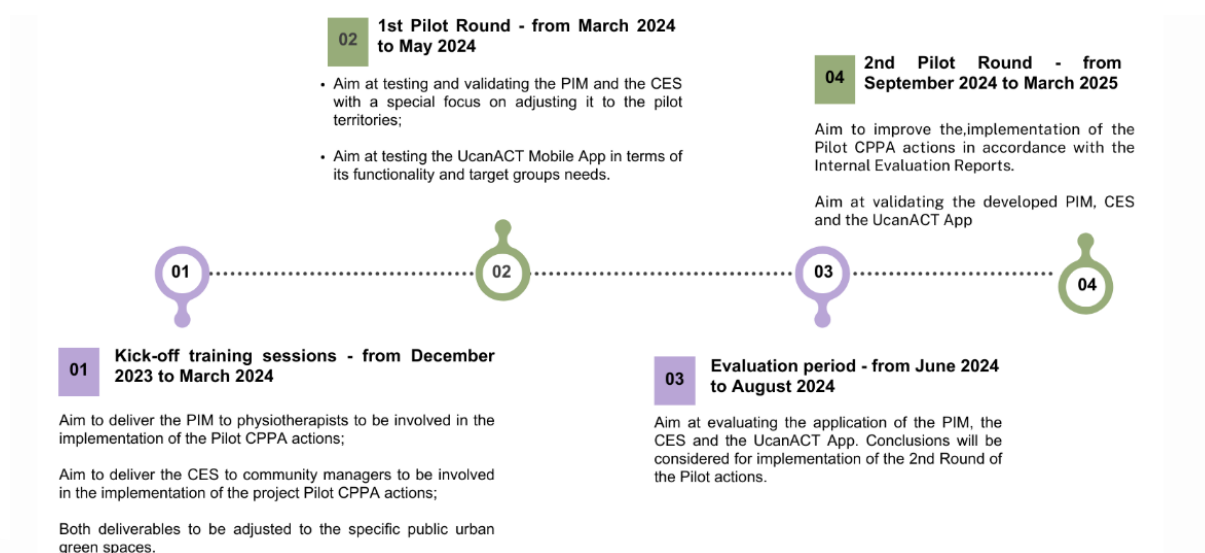 02
1st Pilot Round - from March 2024
to May 2024
• Aim at testing and validating the PIM and the CES
with a special focus on adjusting it to the pilot
territories;
• Aim at testing the UcanACT Mobile App in terms of
its functionality and target groups needs.
04
2nd Pilot Round - from
September 2024 to March 2025
Aim to improve the,implementation of the
Pilot CPPA actions in accordance with the
Internal Evaluation Reports.
Aim at validating the developed PIM, CES
and the UcanACT App
01
02
03
04
01
Kick-off training sessions - from December
2023 to March 2024
Aim to deliver the PIM to physiotherapists to be involved in the
implementation of the Pilot CPPA actions;
Aim to deliver the CES to community managers to be involved
in the implementation of the project Pilot CPPA actions;
Both deliverables to be adjusted to the specific public urban
green spaces.
03
Evaluation period - from June 2024
to August 2024
Aim at evaluating the application of the PIM, the
CES and the UcanACT App. Conclusions will be
considered for implementation of the 2nd Round of
the Pilot actions.